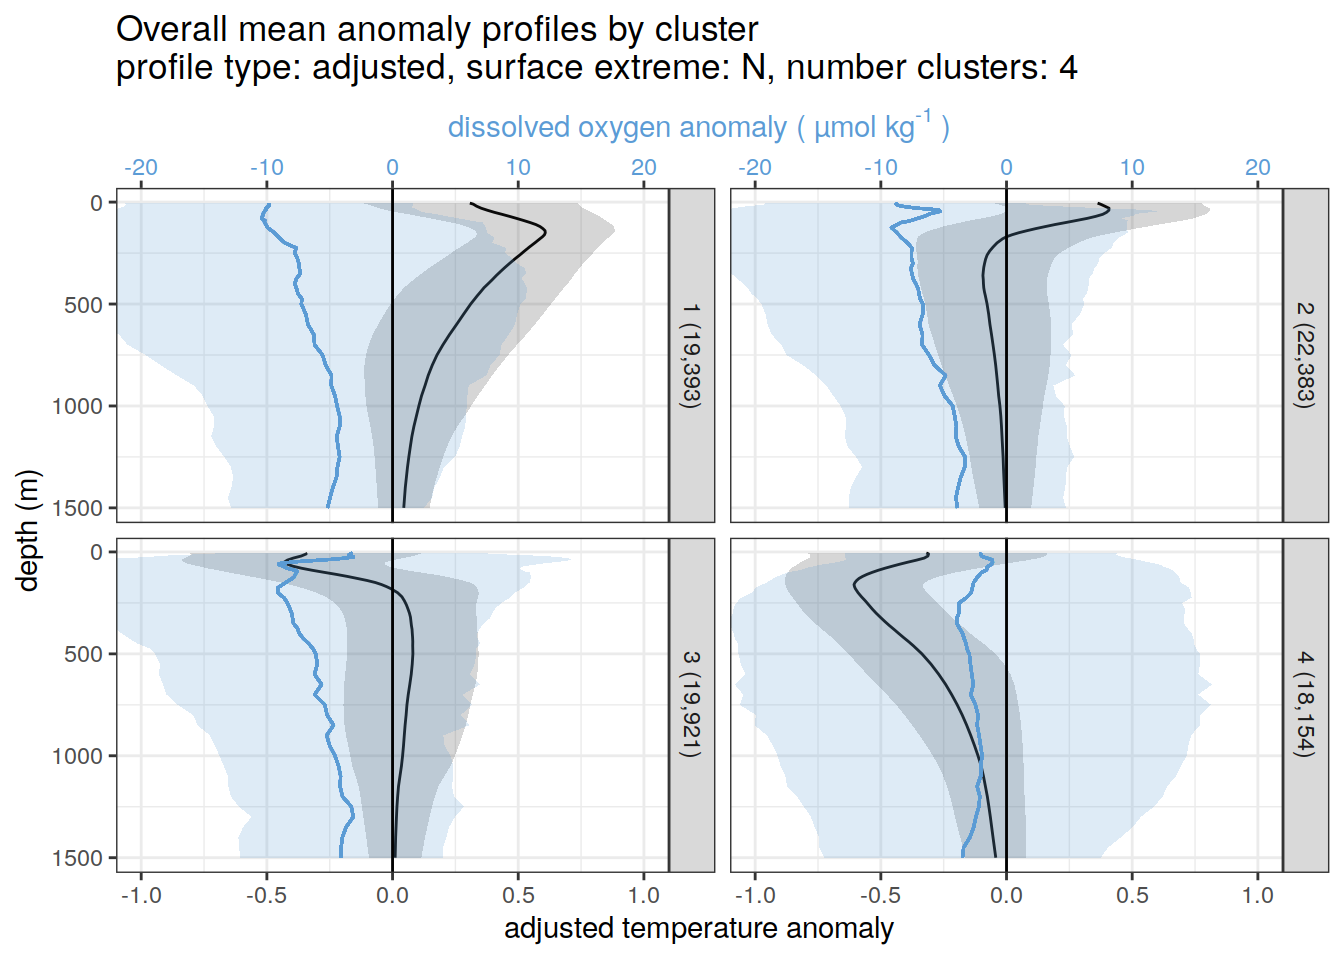 Overall mean anomaly profiles by cluster
profile type: adjusted, surface extreme: N, number clusters: 4
dissolved oxygen anomaly ( µmol kg⁻¹ )
-20 -10 0 10 20 -20 -10 0 10 20
0
500
1000
1500
1 (19,393)
2 (22,383)
depth (m)
0
500
1000
1500
3 (19,921)
4 (18,154)
-1.0 -0.5 0.0 0.5 1.0 -1.0 -0.5 0.0 0.5 1.0
adjusted temperature anomaly